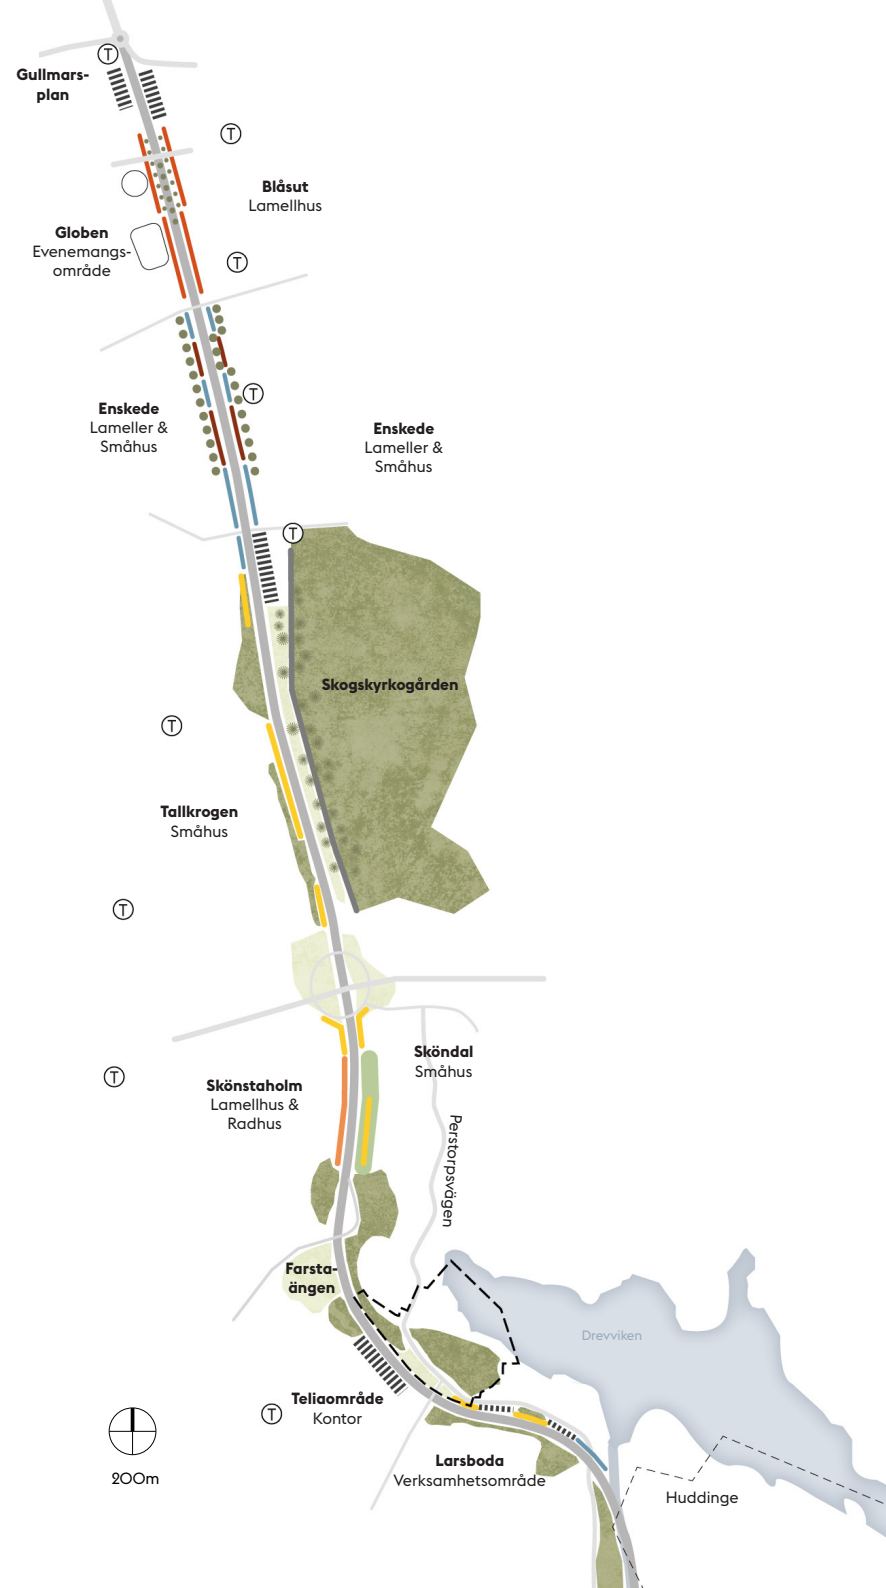 T
Gullmars-
plan
T
Blåsut
Lamellhus
Globen
Evenemangs-
område
T
T
Enskede
Lameller &
Småhus
Enskede
Lameller &
Småhus
T
Skogskyrkogården
T
Tallkrogen
Småhus
T
Sköndal
Småhus
T
Skönstaholm
Lamellhus &
Radhus
Perstorpsvägen
Farsta-
ängen
Drevviken
Teliaområde
Kontor
T
Larsboda
Verksamhetsområde
200m
Huddinge